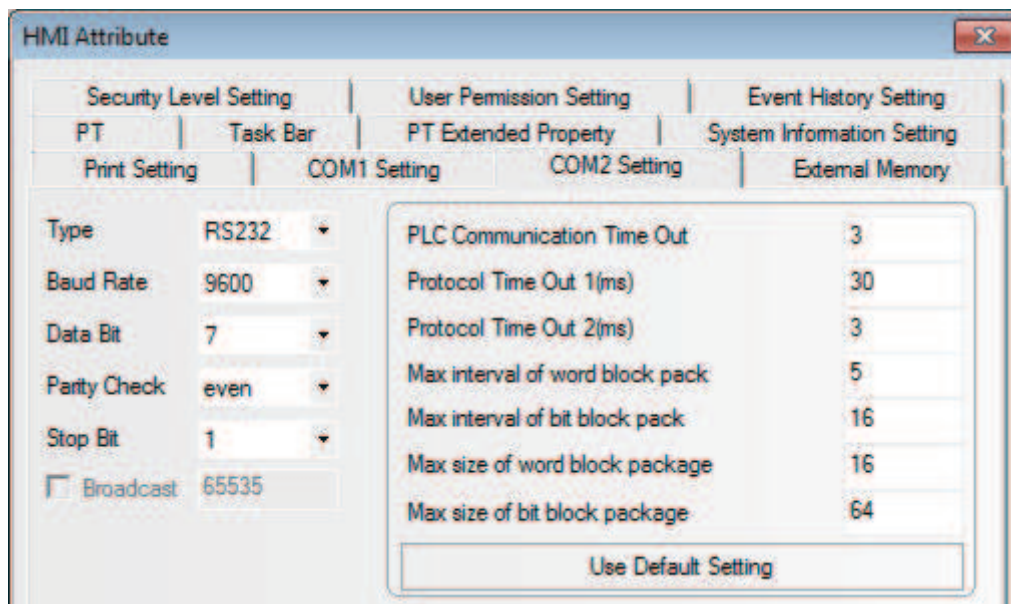 HMI Attribute
Security Level Setting User Permission Setting Event History Setting
PT Task Bar PT Extended Property System Information Setting
Print Setting COM1 Setting COM2 Setting External Memory
Type RS232
Baud Rate 9600
Data Bit 7
Parity Check even
Stop Bit 1
Broadcast 65535
PLC Communication Time Out 3
Protocol Time Out 1(ms) 30
Protocol Time Out 2(ms) 3
Max interval of word block pack 5
Max interval of bit block pack 16
Max size of word block package 16
Max size of bit block package 64
Use Default Setting